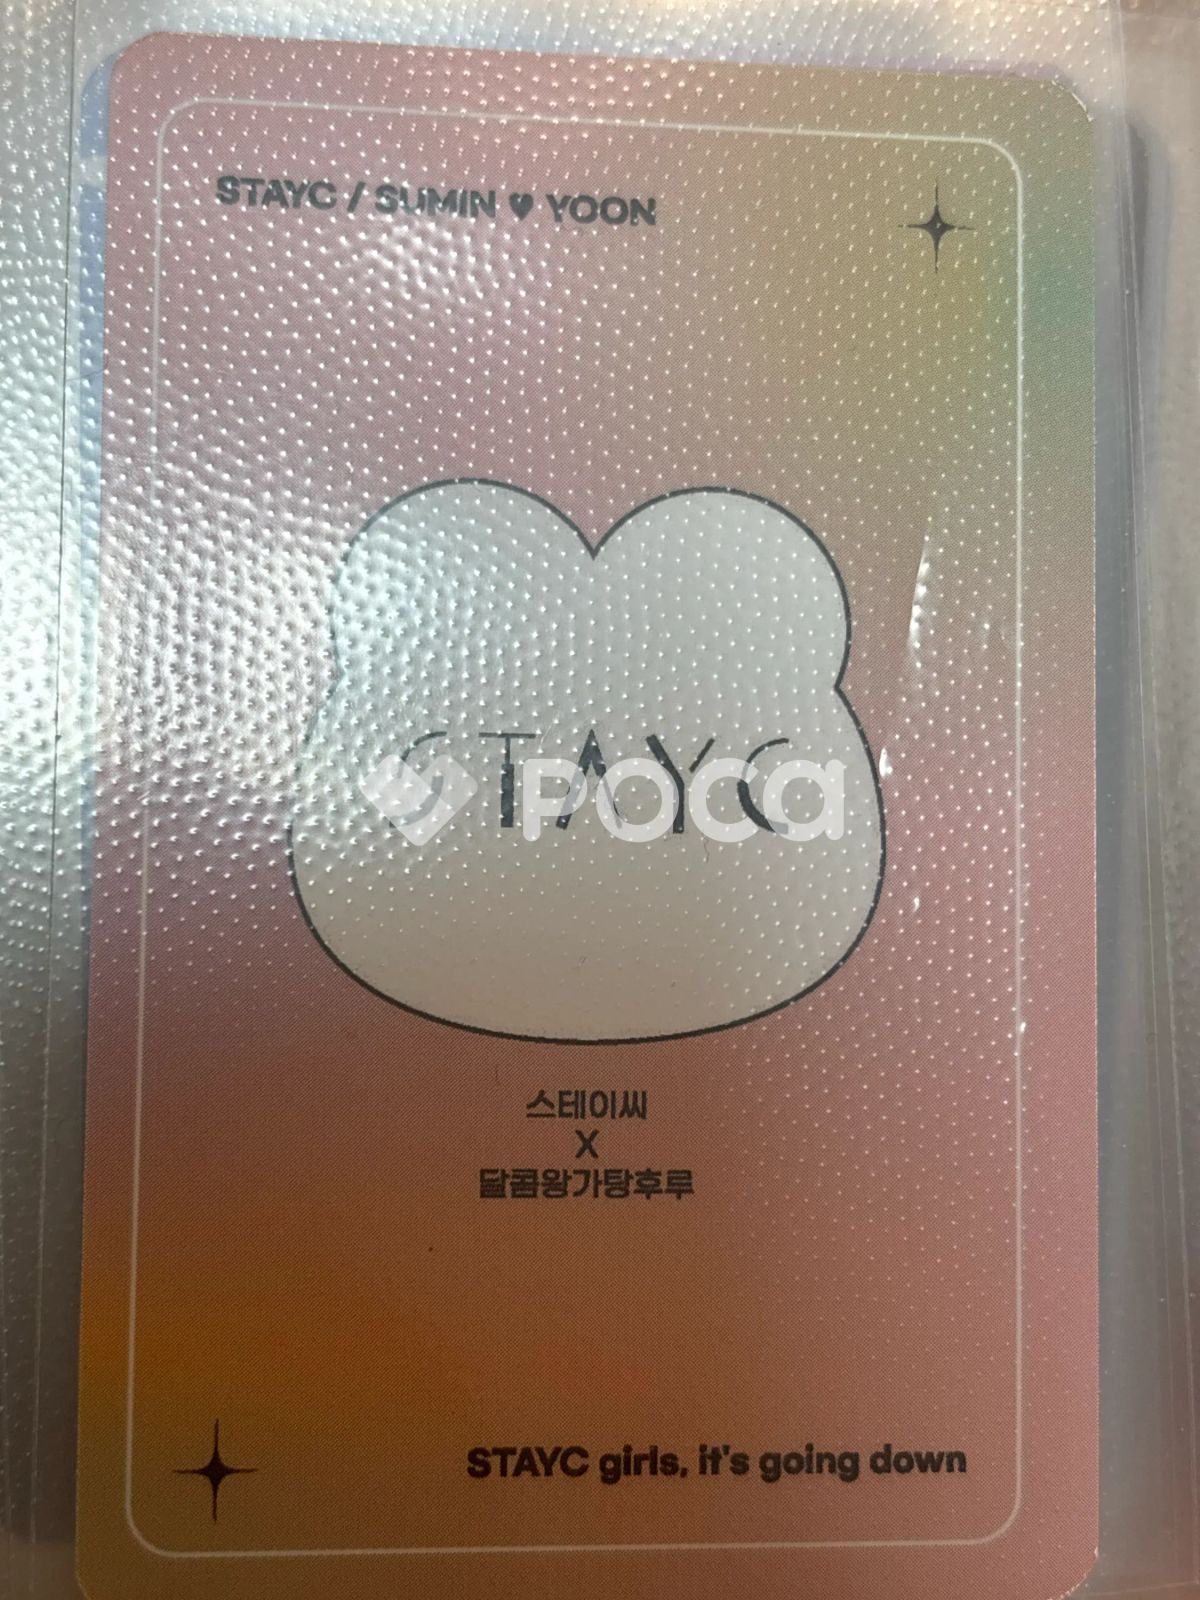 STAYC / SUMIN ♥ YOON
STAYC
POCA
스테이씨
X
달콤왕가탕후루
STAYC girls, it's going down